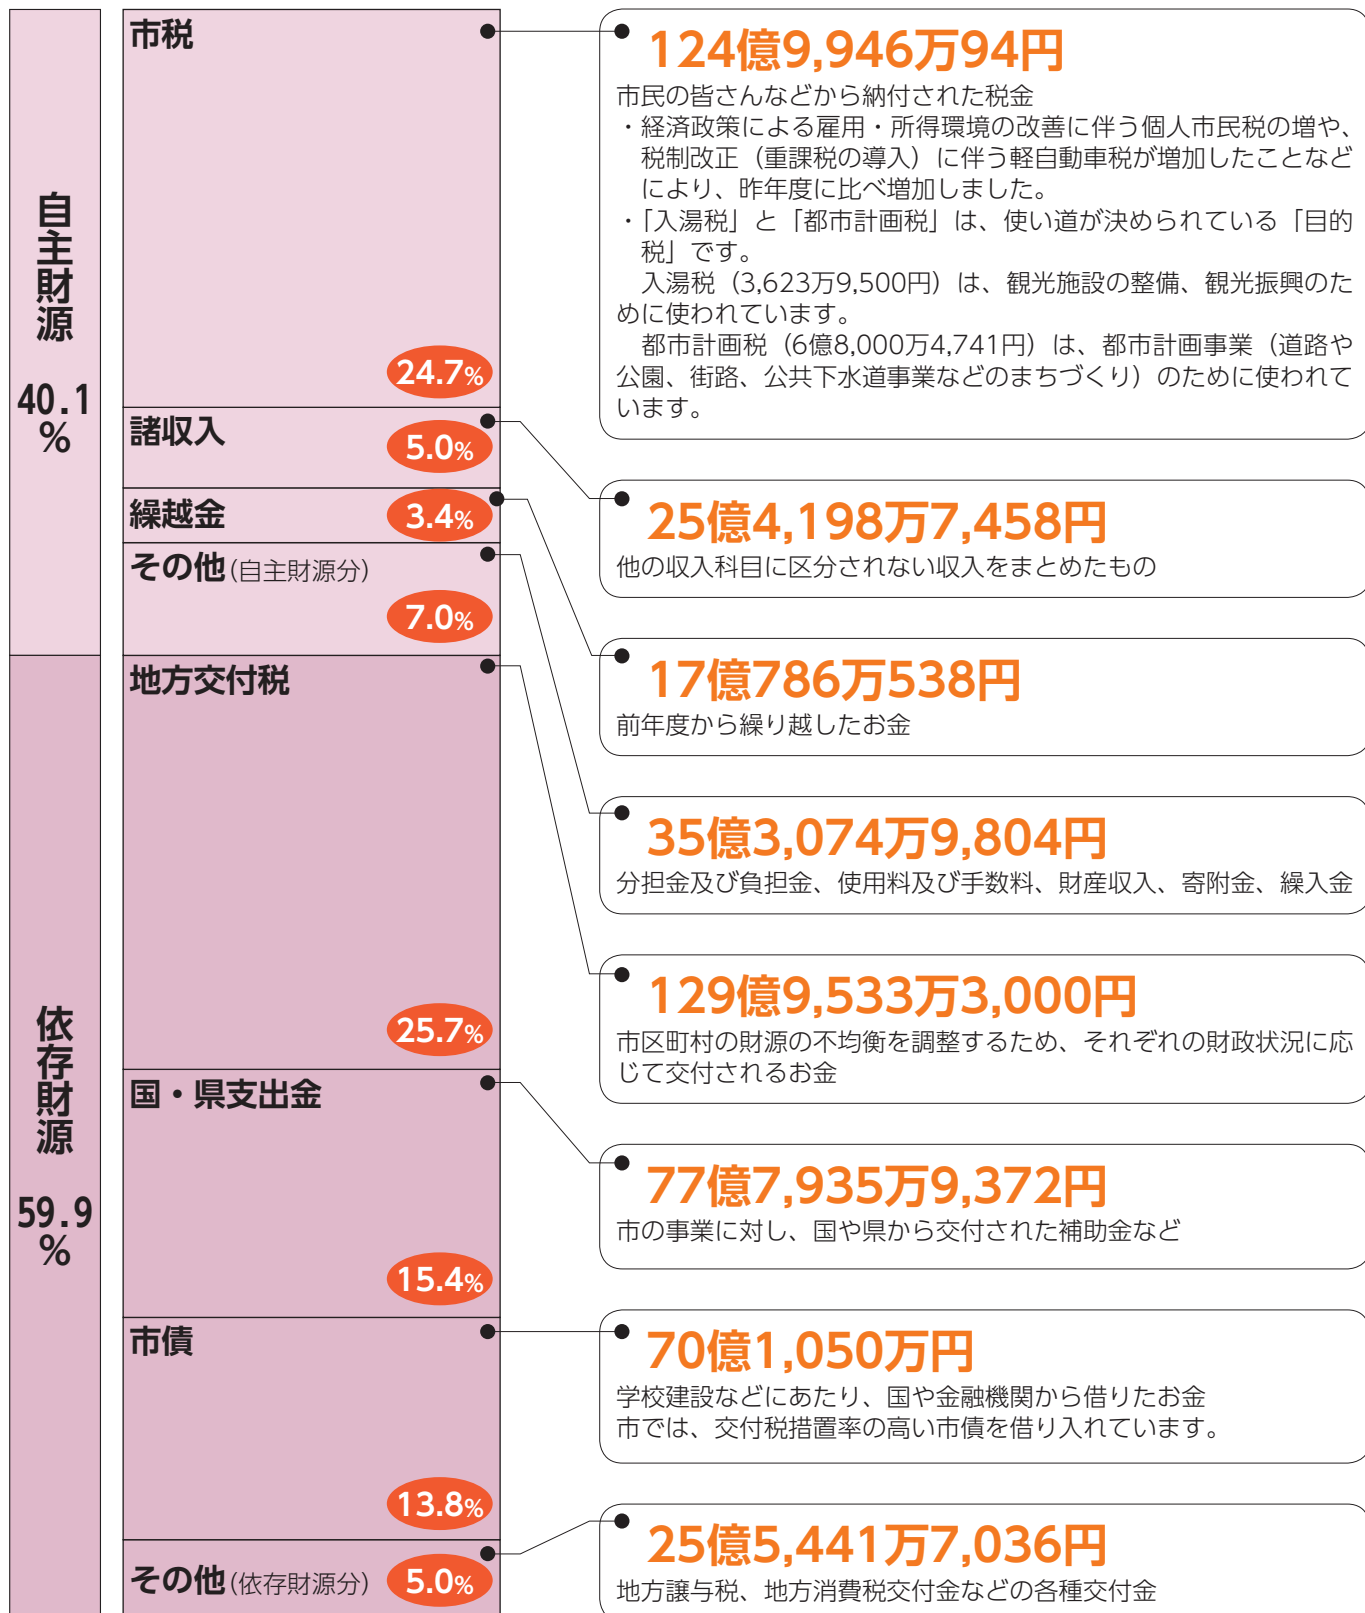 自主財源
40.1
%
依存財源
59.9
%
市税
24.7%
諸収入
5.0%
繰越金
3.4%
その他(自主財源分)
7.0%
地方交付税
25.7%
国・県支出金
15.4%
市債
13.8%
その他(依存財源分)
5.0%
124億9,946万94円
市民の皆さんなどから納付された税金
・経済政策による雇用・所得環境の改善に伴う個人市民税の増や、
税制改正(重課税の導入)に伴う軽自動車税が増加したことなど
により、昨年度に比べ増加しました。
・「入湯税」と「都市計画税」は、使い道が決められている「目的
税」です。
入湯税(3,623万9,500円)は、観光施設の整備、観光振興のた
めに使われています。
都市計画税(6億8,000万4,741円)は、都市計画事業(道路や
公園、街路、公共下水道事業などのまちづくり)のために使われて
います。
25億4,198万7,458円
他の収入科目に区分されない収入をまとめたもの
17億786万538円
前年度から繰り越したお金
35億3,074万9,804円
分担金及び負担金、使用料及び手数料、財産収入、寄附金、繰入金
129億9,533万3,000円
市区町村の財源の不均衡を調整するため、それぞれの財政状況に応
じて交付されるお金
77億7,935万9,372円
市の事業に対し、国や県から交付された補助金など
70億1,050万円
学校建設などにあたり、国や金融機関から借りたお金
市では、交付税措置率の高い市債を借り入れています。
25億5,441万7,036円
地方譲与税、地方消費税交付金などの各種交付金